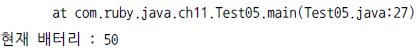 at com.ruby.java.ch11.Test05.main(Test05.java:27)
현재 배터리 : 50